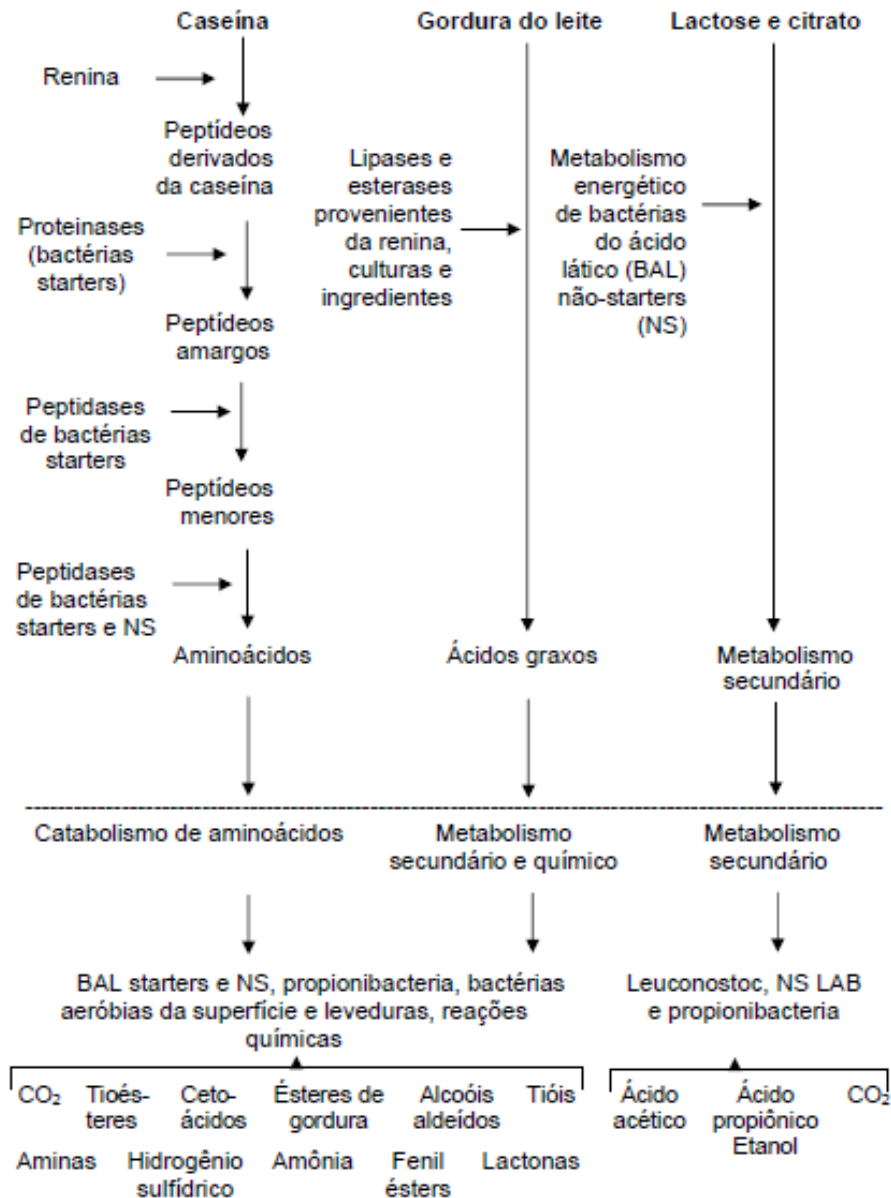 Caseína
Gordura do leite
Lactose e citrato
Renina
Peptídeos
derivados
da caseína
Lipases e
esterases
provenientes
da renina,
culturas e
ingredientes
Metabolismo
energético
de bactérias
do ácido
lático (BAL)
não-starters
(NS)
Proteinases
(bactérias
starters)
Peptídeos
amargos
Peptidases
de bactérias
starters
Peptídeos
menores
Peptidases
de bactérias
starters e NS
Aminoácidos
Ácidos graxos
Metabolismo
secundário
Catabolismo de aminoácidos
Metabolismo
secundário e químico
Metabolismo
secundário
BAL starters e NS, propionibacteria, bactérias
aeróbias da superfície e leveduras, reações
químicas
Leuconostoc, NS LAB
e propionibacteria
CO₂
Tioés-
teres
Ceto-
ácidos
Ésteres de
gordura
Alcoóis
aldeídos
Tióis
Aminas
Hidrogênio
sulfídrico
Amônia
Fenil
ésters
Lactonas
Ácido
acético
Ácido
propiônico
Etanol
CO₂